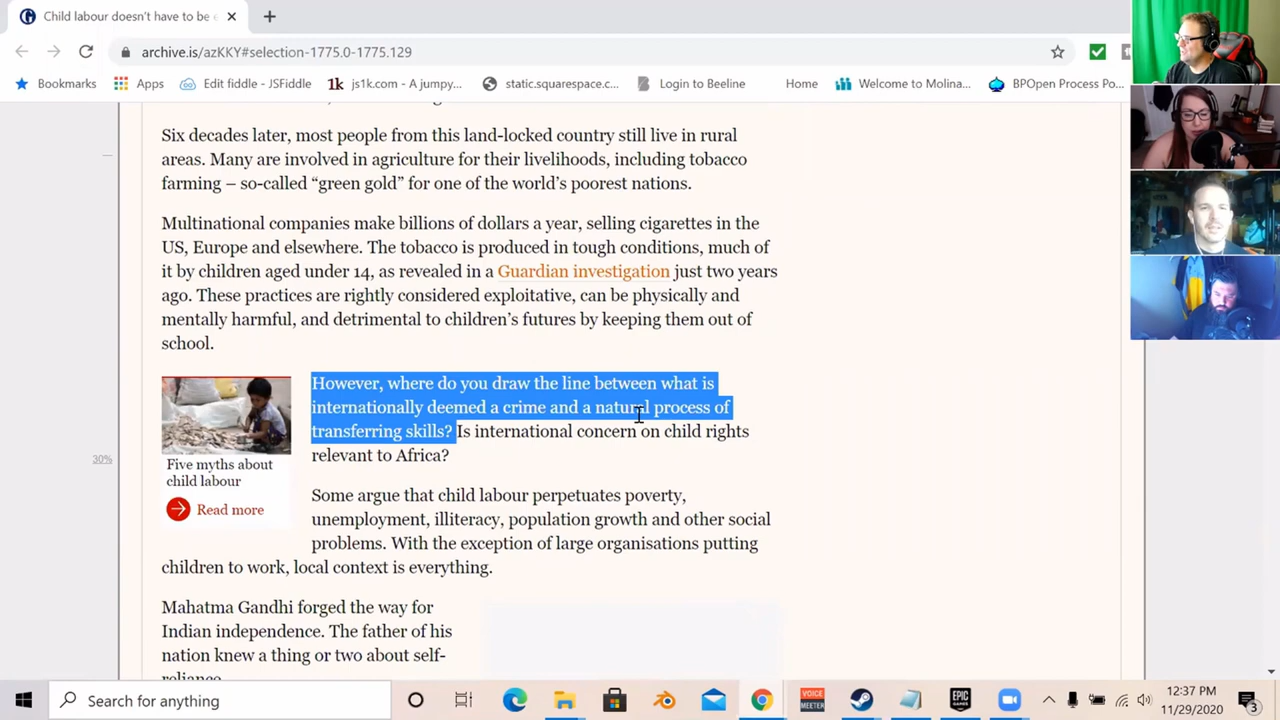 Child labour doesn't have to be e
archive.is/azKKY#selection-1775.0-1775.129
Bookmarks
Apps
Edit fiddle - JSFiddle
1k
js1k.com - A jumpy...
static.squarespace.c...
Login to Beeline
Home
Welcome to Molina...
BPOpen Process Po...
Six decades later, most people from this land-locked country still live in rural
areas. Many are involved in agriculture for their livelihoods, including tobacco
farming – so-called “green gold” for one of the world's poorest nations.
Multinational companies make billions of dollars a year, selling cigarettes in the
US, Europe and elsewhere. The tobacco is produced in tough conditions, much of
it by children aged under 14, as revealed in a Guardian investigation just two years
ago. These practices are rightly considered exploitative, can be physically and
mentally harmful, and detrimental to children's futures by keeping them out of
school.
However, where do you draw the line between what is
internationally deemed a crime and a natural process of
transferring skills? Is international concern on child rights
relevant to Africa?
Five myths about
child labour
Read more
30%
Some argue that child labour perpetuates poverty,
unemployment, illiteracy, population growth and other social
problems. With the exception of large organisations putting
children to work, local context is everything.
Mahatma Gandhi forged the way for
Indian independence. The father of his
nation knew a thing or two about self-
reliance.
Search for anything
VOICE
MEETER
EPIC
GAMES
12:37 PM
11/29/2020
3